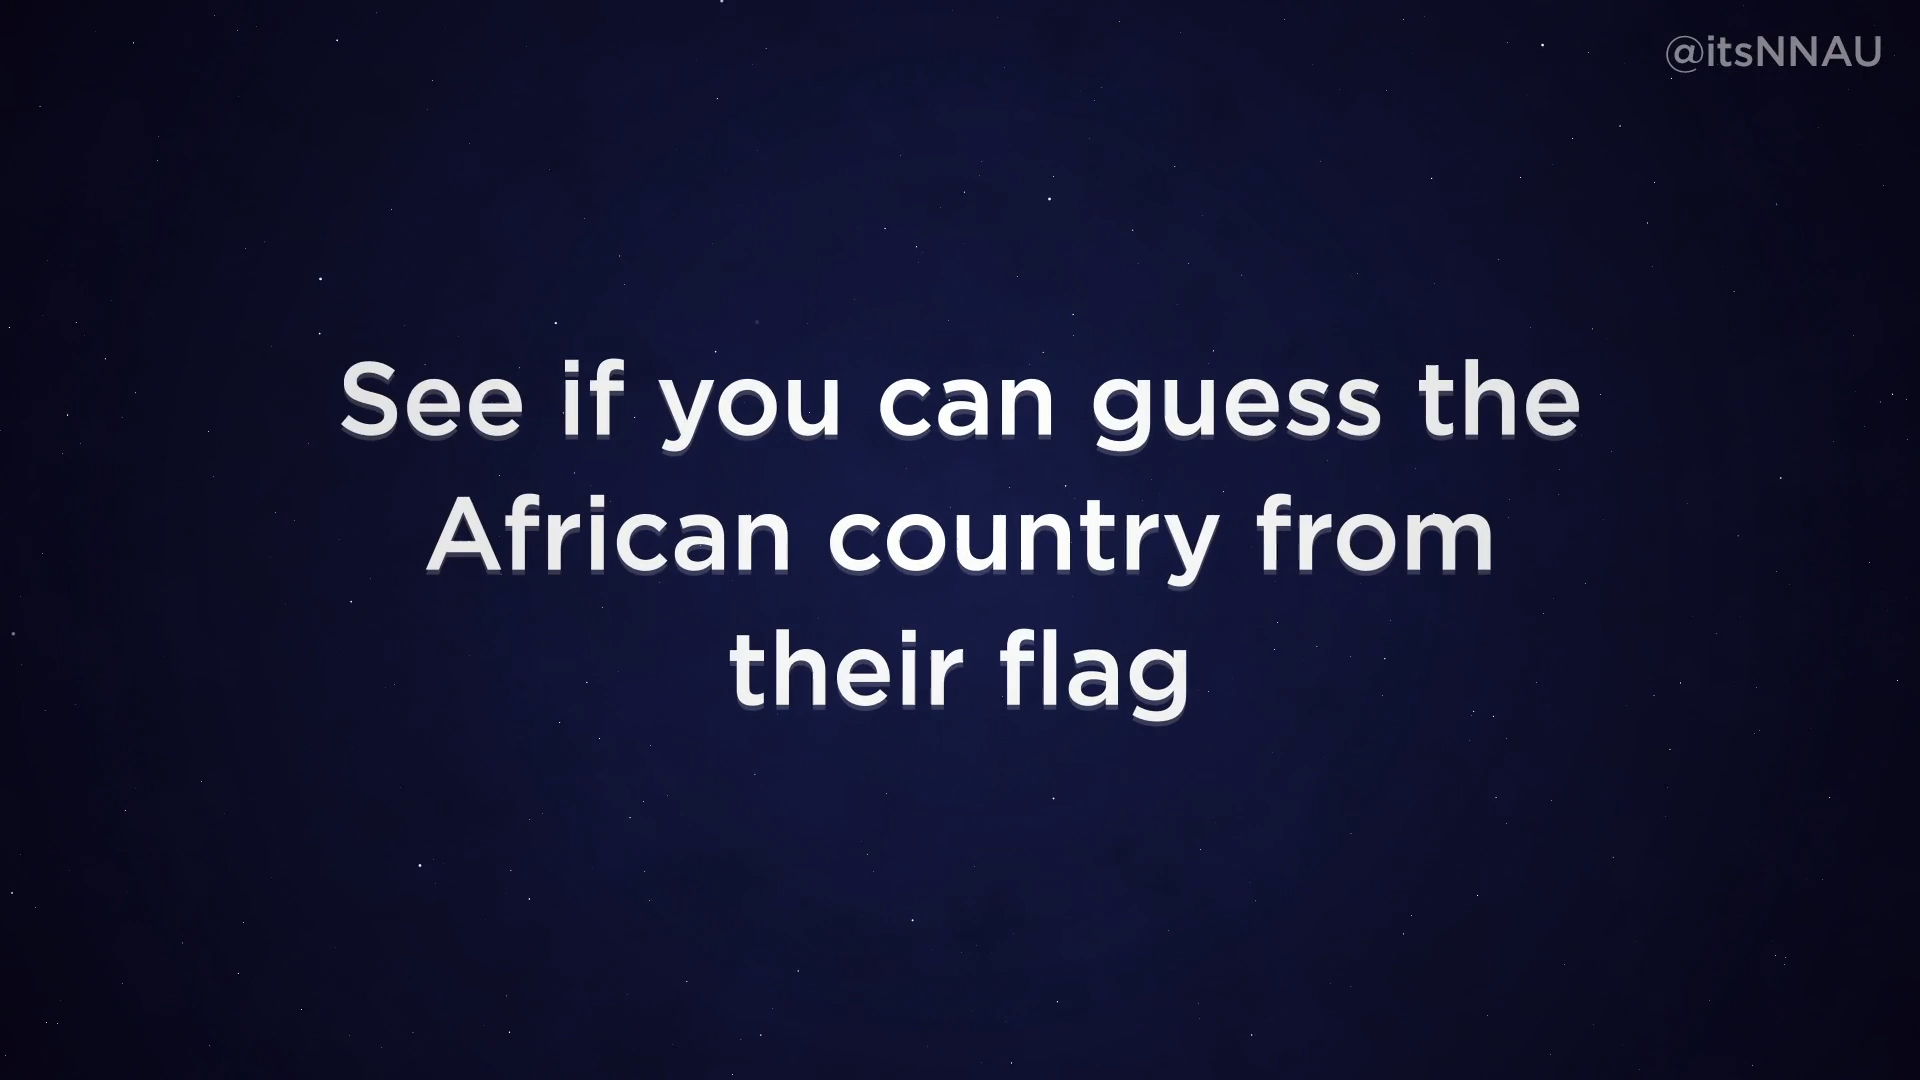 @itsNNAU
See if you can guess the
African country from
their flag